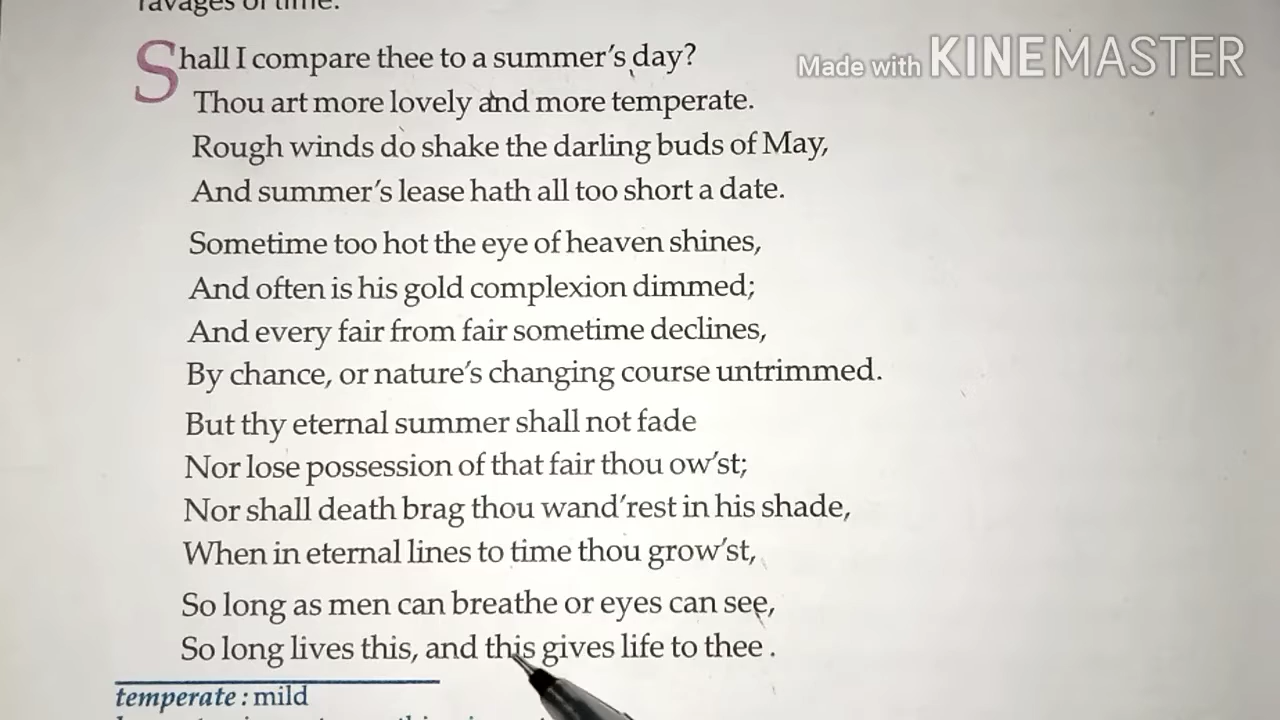 ravages of time.
Made with KINEMASTER
Shall I compare thee to a summer's day?
Thou art more lovely and more temperate.
Rough winds do shake the darling buds of May,
And summer's lease hath all too short a date.
Sometime too hot the eye of heaven shines,
And often is his gold complexion dimmed;
And every fair from fair sometime declines,
By chance, or nature's changing course untrimmed.
But thy eternal summer shall not fade
Nor lose possession of that fair thou ow'st;
Nor shall death brag thou wand'rest in his shade,
When in eternal lines to time thou grow'st,
So long as men can breathe or eyes can see,
So long lives this, and this gives life to thee .
temperate : mild